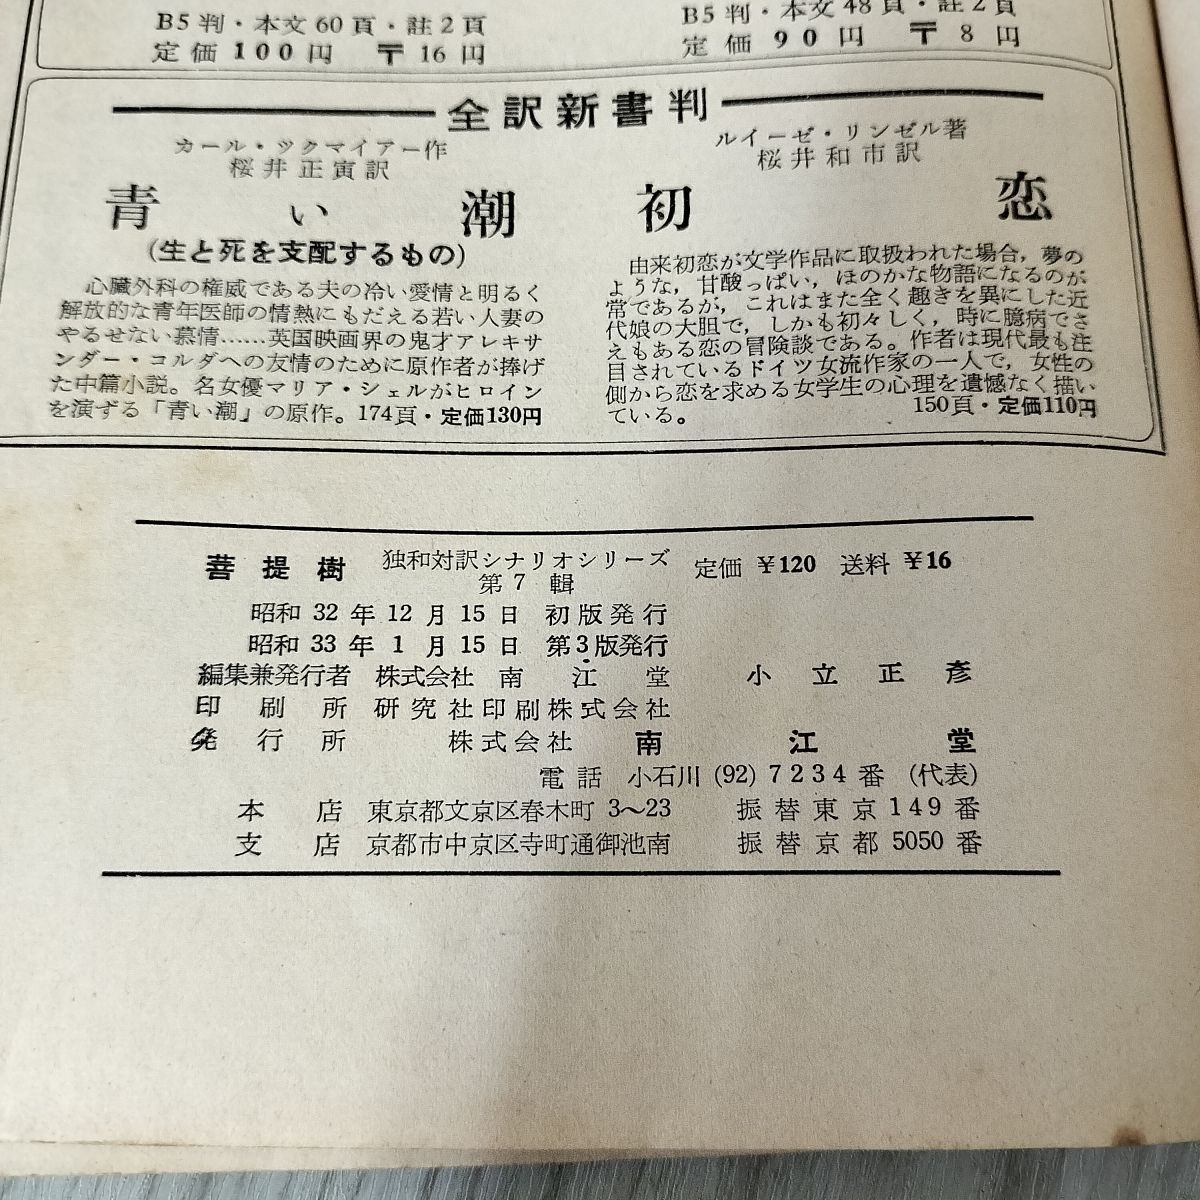 B5判・本文60頁・註2頁
定価100円 〒16円
B5判・本文48頁・註2頁
定価90円 〒8円
全訳新書判
カール・ツクマイアー作
桜井正寅訳
青い潮
(生と死を支配するもの)
心臓外科の権威である夫の冷い愛情と明るく
解放的な青年医師の情熱にもだえる若い人妻の
やるせない慕情……英国映画界の鬼才アレキサ
ンダー・コルダへの友情のために原作者が捧げ
た中篇小説。名女優マリア・シェルがヒロイン
を演ずる「青い潮」の原作。174頁・定価130円
ルイーゼ・リンゼル著
桜井和市訳
初恋
由来初恋が文学作品に取扱われた場合,夢の
ような,甘酸っぱい,ほのかな物語になるのが
常であるが,これはまた全く趣きを異にした近
代娘の大胆で,しかも初々しく,時に臆病でさ
えもある恋の冒険談である。作者は現代最も注
目されているドイツ女流作家の一人で,女性の
側から恋を求める女学生の心理を遺憾なく描い
ている。 150頁・定価110円
菩提樹 独和対訳シナリオシリーズ 第7輯 定価 ¥120 送料 ¥16
昭和32年12月15日 初版発行
昭和33年1月15日 第3版発行
編集兼発行者 株式会社 南江堂 小立正彦
印刷所 研究社印刷株式会社
発行所 株式会社 南江堂
電話 小石川 (92) 7234番 (代表)
本店 東京都文京区春木町 3〜23 振替東京149番
支店 京都市中京区寺町通御池南 振替京都5050番